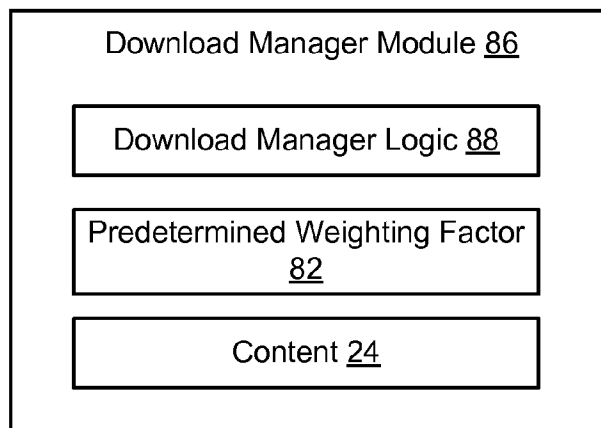 Download Manager Module 86
Download Manager Logic 88
Predetermined Weighting Factor
82
Content 24